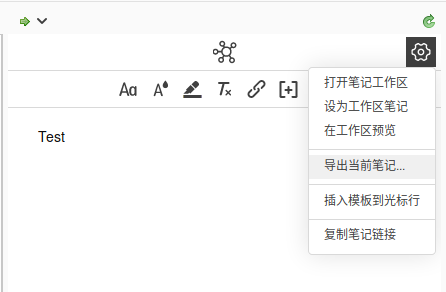 Aa A Tx [+]
打开笔记工作区
设为工作区笔记
在工作区预览
Test
导出当前笔记...
插入模板到光标行
复制笔记链接